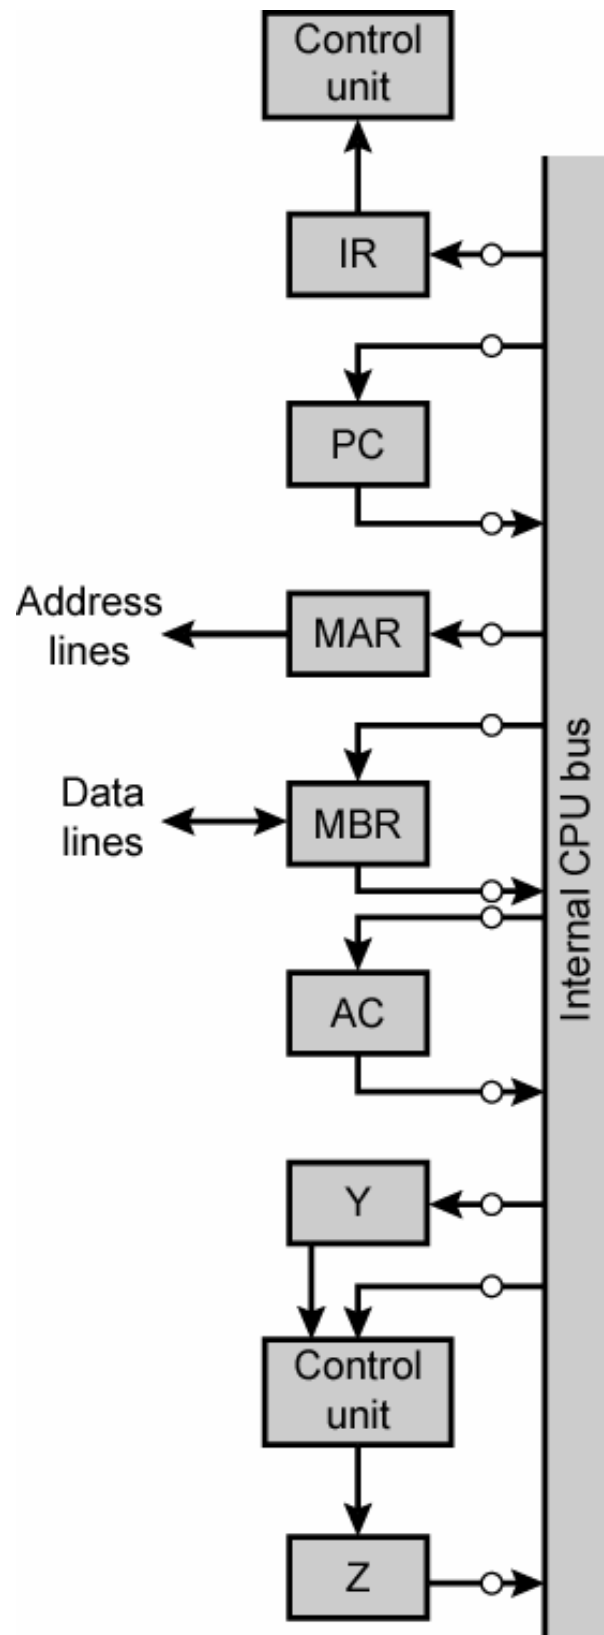 Control
unit
IR
PC
Address
lines
MAR
Data
lines
MBR
Internal CPU bus
AC
Y
Control
unit
Z